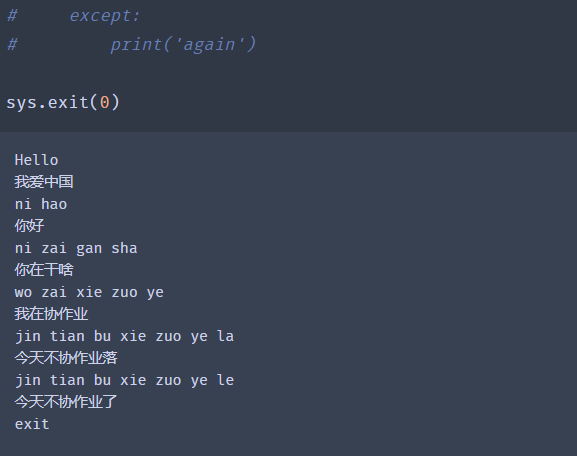 #     except:
#         print('again')
sys.exit(0)
Hello
我爱中国
ni hao
你好
ni zai gan sha
你在干啥
wo zai xie zuo ye
我在协作业
jin tian bu xie zuo ye la
今天不协作业落
jin tian bu xie zuo ye le
今天不协作业了
exit